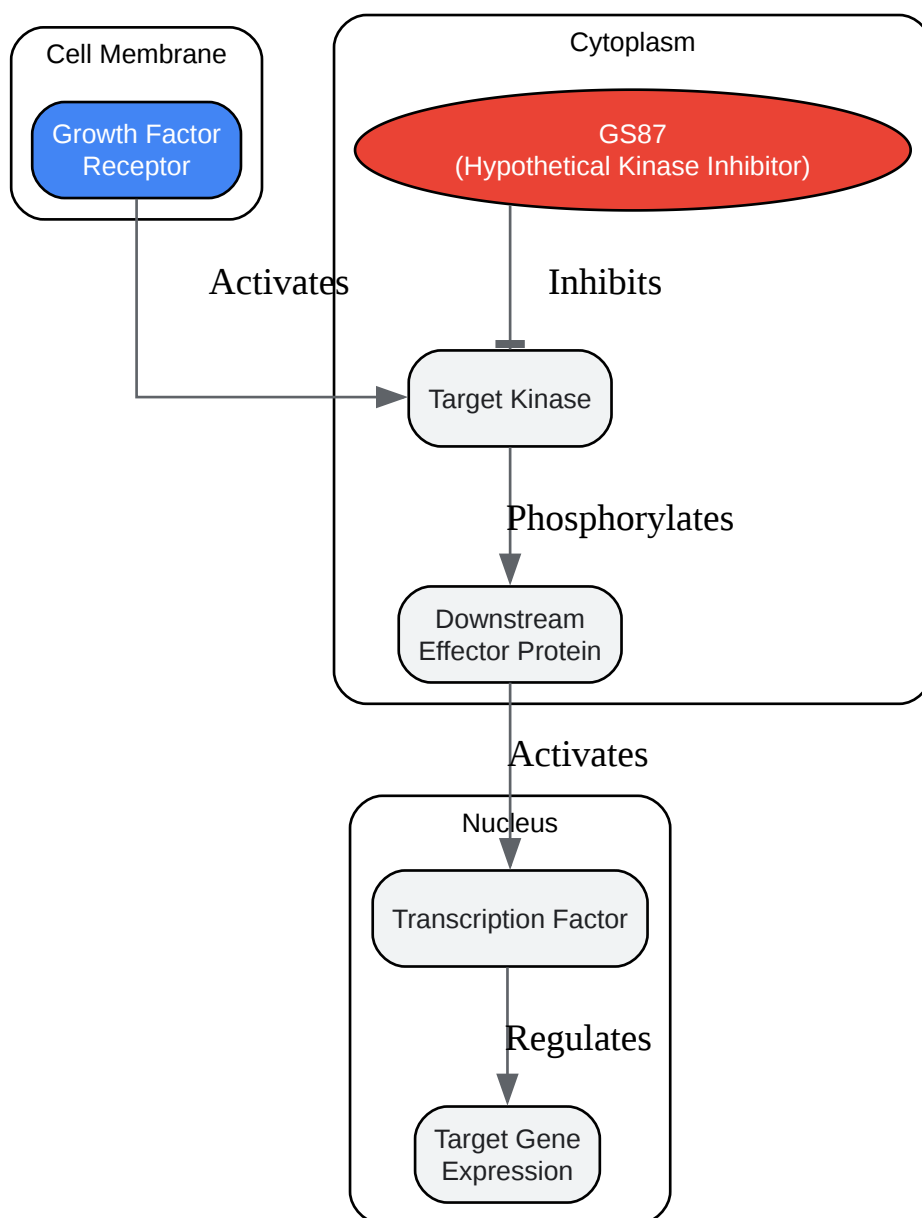 Cell Membrane
Growth Factor
Receptor
Cytoplasm
GS87
(Hypothetical Kinase Inhibitor)
Activates
Inhibits
Target Kinase
Phosphorylates
Downstream
Effector Protein
Activates
Nucleus
Transcription Factor
Regulates
Target Gene
Expression